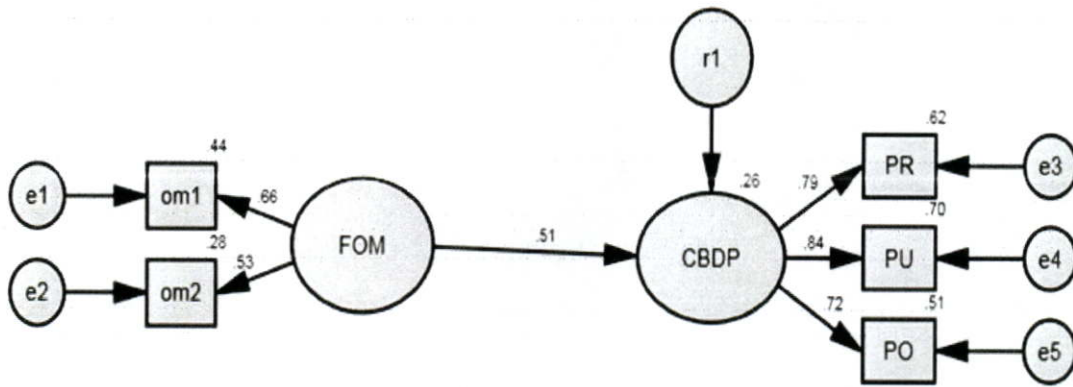 r1
.62
44
e1
om1
.66
.26
.79
PR
e3
.70
.28
FOM
.51
CBDP
.84
PU
e4
e2
om2
.53
.72
.51
PO
e5